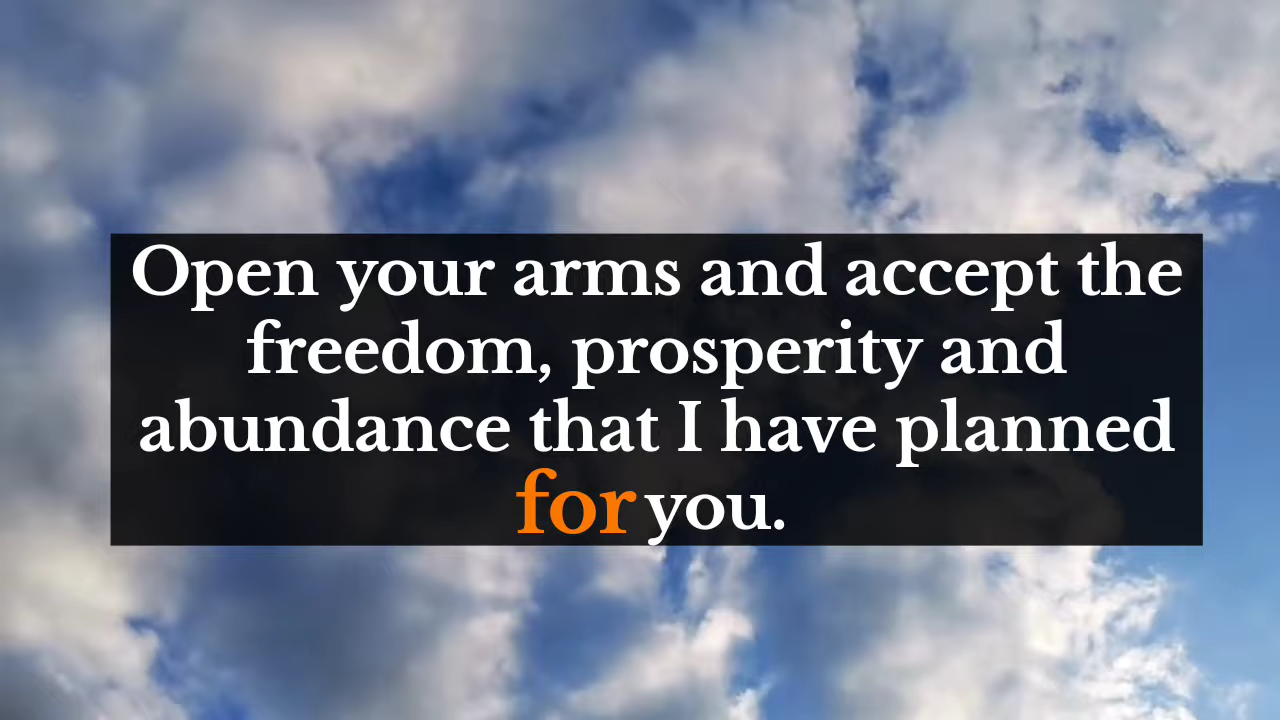 Open your arms and accept the
freedom, prosperity and
abundance that I have planned
for you.